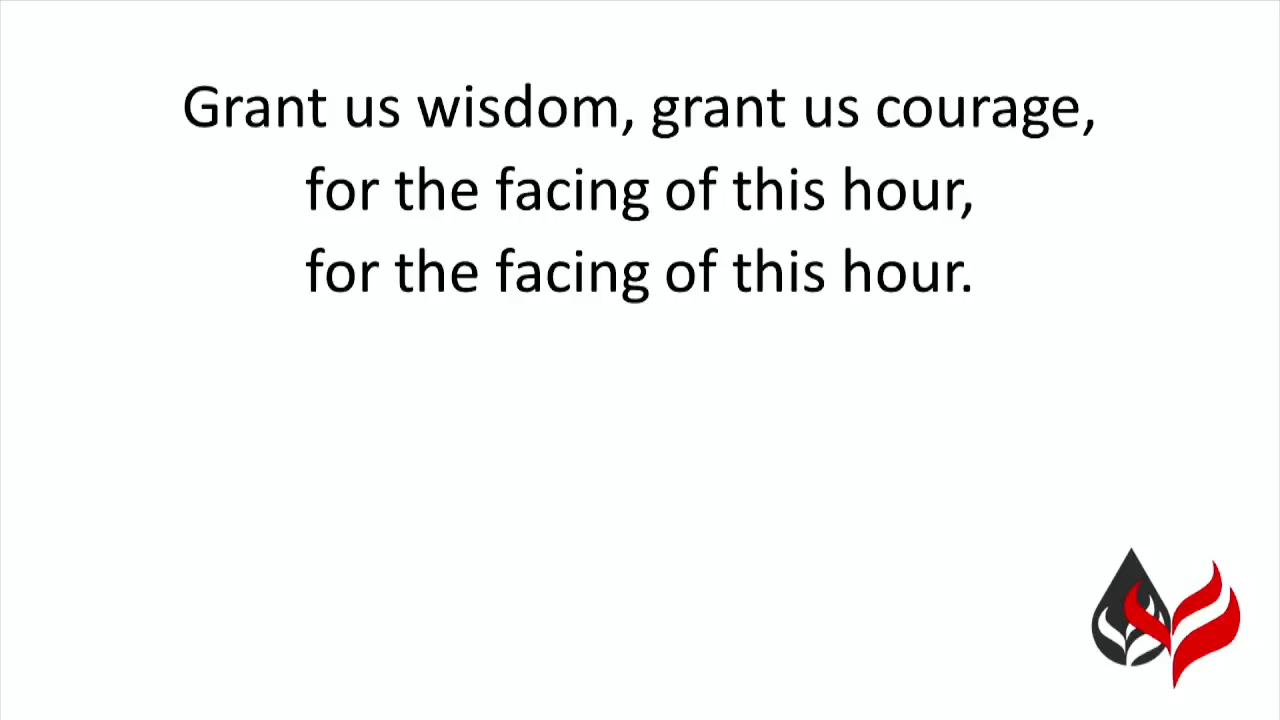 Grant us wisdom, grant us courage,
for the facing of this hour,
for the facing of this hour.